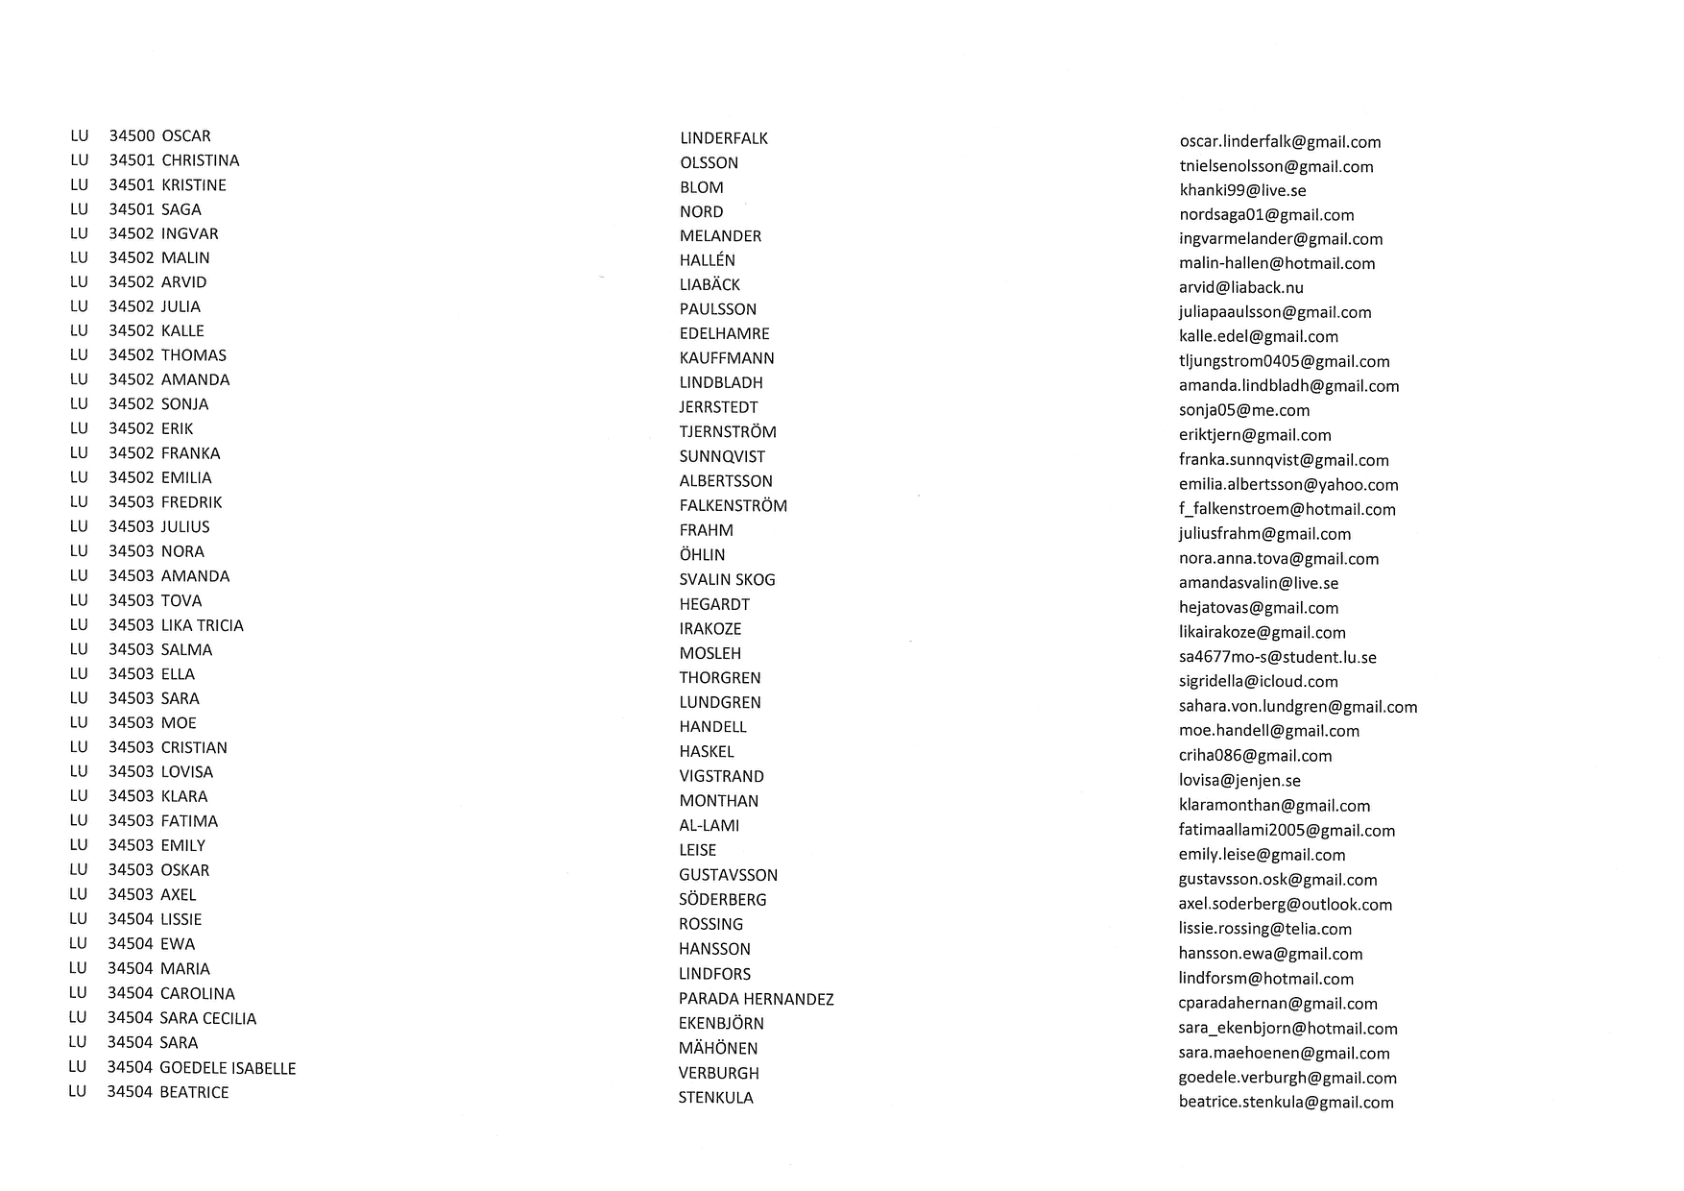 LU 34500 OSCAR LINDERFALK oscar.linderfalk@gmail.com
LU 34501 CHRISTINA OLSSON tnielsenolsson@gmail.com
LU 34501 KRISTINE BLOM khanki99@live.se
LU 34501 SAGA NORD nordsaga01@gmail.com
LU 34502 INGVAR MELANDER ingvarmelander@gmail.com
LU 34502 MALIN HALLÉN malin-hallen@hotmail.com
LU 34502 ARVID LIABÄCK arvid@liaback.nu
LU 34502 JULIA PAULSSON juliapaaulsson@gmail.com
LU 34502 KALLE EDELHAMRE kalle.edel@gmail.com
LU 34502 THOMAS KAUFFMANN tljungstrom0405@gmail.com
LU 34502 AMANDA LINDBLADH amanda.lindbladh@gmail.com
LU 34502 SONJA JERRSTEDT sonja05@me.com
LU 34502 ERIK TJERNSTRÖM eriktjern@gmail.com
LU 34502 FRANKA SUNNQVIST franka.sunnqvist@gmail.com
LU 34502 EMILIA ALBERTSSON emilia.albertsson@yahoo.com
LU 34503 FREDRIK FALKENSTRÖM f_falkenstroem@hotmail.com
LU 34503 JULIUS FRAHM juliusfrahm@gmail.com
LU 34503 NORA ÖHLIN nora.anna.tova@gmail.com
LU 34503 AMANDA SVALIN SKOG amandasvalin@live.se
LU 34503 TOVA HEGARDT hejatovas@gmail.com
LU 34503 LIKA TRICIA IRAKOZE likairakoze@gmail.com
LU 34503 SALMA MOSLEH sa4677mo-s@student.lu.se
LU 34503 ELLA THORGREN sigridella@icloud.com
LU 34503 SARA LUNDGREN sahara.von.lundgren@gmail.com
LU 34503 MOE HANDELL moe.handell@gmail.com
LU 34503 CRISTIAN HASKEL criha086@gmail.com
LU 34503 LOVISA VIGSTRAND lovisa@jenjen.se
LU 34503 KLARA MONTHAN klaramonthan@gmail.com
LU 34503 FATIMA AL-LAMI fatimaallami2005@gmail.com
LU 34503 EMILY LEISE emily.leise@gmail.com
LU 34503 OSKAR GUSTAVSSON gustavsson.osk@gmail.com
LU 34503 AXEL SÖDERBERG axel.soderberg@outlook.com
LU 34504 LISSIE ROSSING lissie.rossing@telia.com
LU 34504 EWA HANSSON hansson.ewa@gmail.com
LU 34504 MARIA LINDFORS lindforsm@hotmail.com
LU 34504 CAROLINA PARADA HERNANDEZ cparadahernan@gmail.com
LU 34504 SARA CECILIA EKENBJÖRN sara_ekenbjorn@hotmail.com
LU 34504 SARA MÄHÖNEN sara.maehoenen@gmail.com
LU 34504 GOEDELE ISABELLE VERBURGH goedele.verburgh@gmail.com
LU 34504 BEATRICE STENKULA beatrice.stenkula@gmail.com